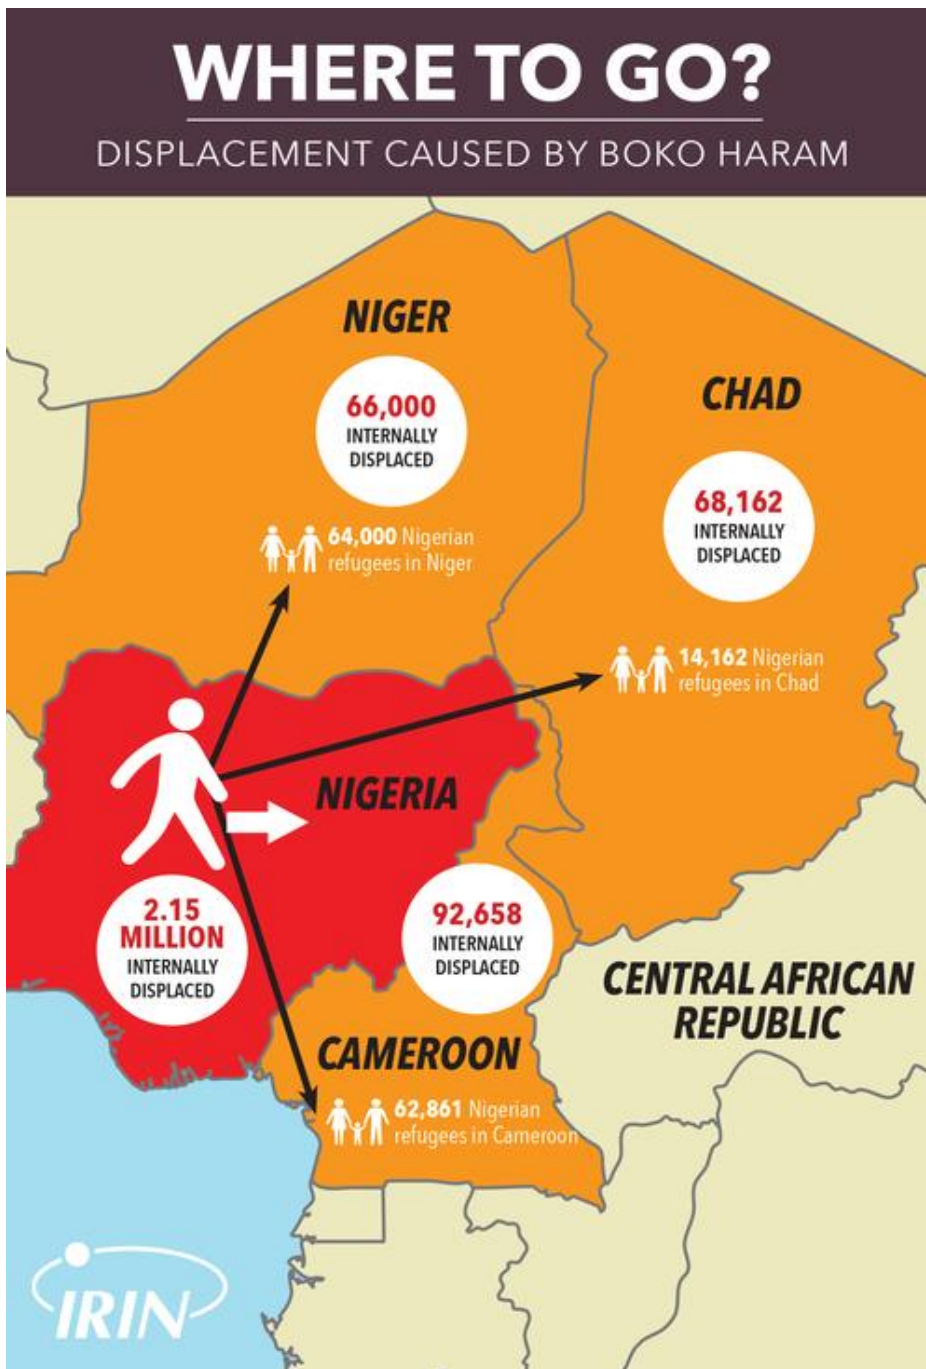 WHERE TO GO?
DISPLACEMENT CAUSED BY BOKO HARAM
NIGER
66,000
INTERNALLY
DISPLACED
64,000 Nigerian
refugees in Niger
CHAD
68,162
INTERNALLY
DISPLACED
14,162 Nigerian
refugees in Chad
NIGERIA
2.15
MILLION
INTERNALLY
DISPLACED
92,658
INTERNALLY
DISPLACED
CAMEROON
62,861 Nigerian
refugees in Cameroon
CENTRAL AFRICAN
REPUBLIC
IRIN